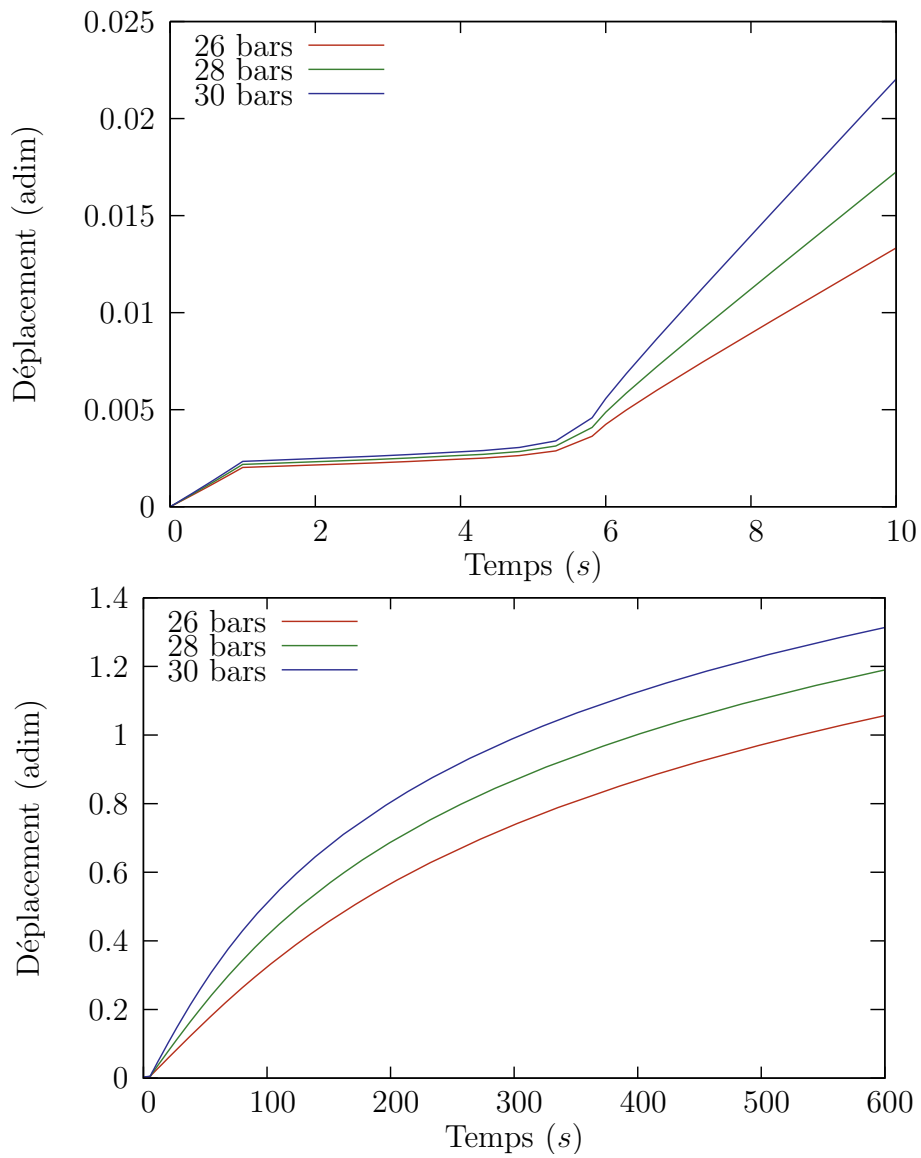 0.025
26 bars
28 bars
30 bars
0.02
0.015
0.01
0.005
0
Déplacement (adim)
0 2 4 6 8 10
Temps (s)
1.4
26 bars
28 bars
30 bars
1.2
1
0.8
0.6
0.4
0.2
0
Déplacement (adim)
0 100 200 300 400 500 600
Temps (s)